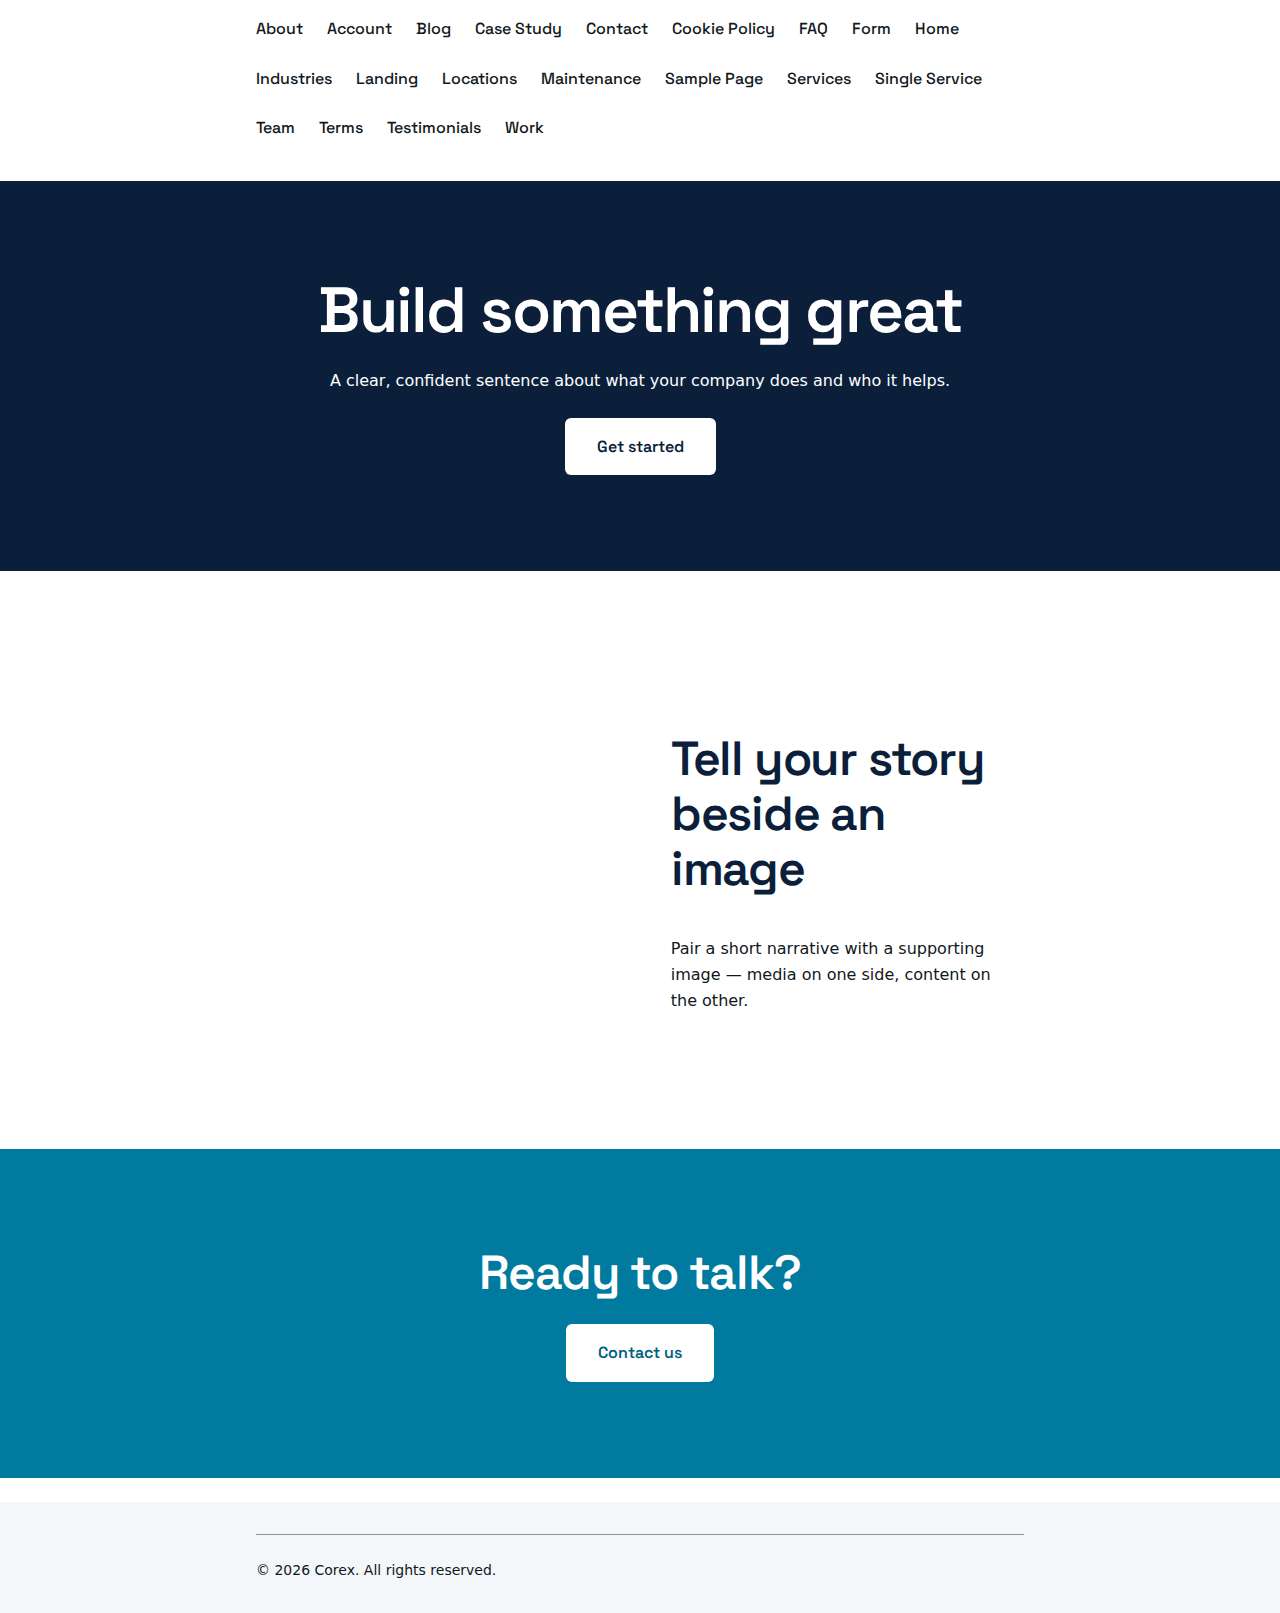 About Account Blog Case Study Contact Cookie Policy FAQ Form Home
Industries Landing Locations Maintenance Sample Page Services Single Service
Team Terms Testimonials Work
Build something great
A clear, confident sentence about what your company does and who it helps.
Get started
Tell your story
beside an
image
Pair a short narrative with a supporting
image — media on one side, content on
the other.
Ready to talk?
Contact us
© 2026 Corex. All rights reserved.